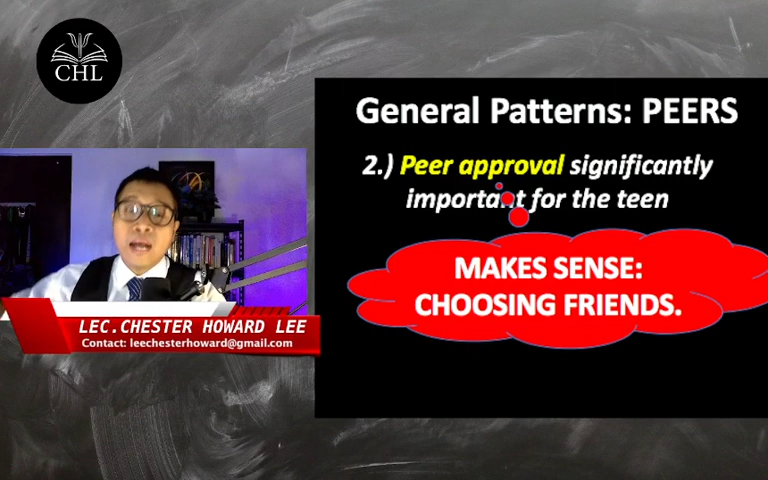 CHL
General Patterns: PEERS
2.) Peer approval significantly
important for the teen
MAKES SENSE:
CHOOSING FRIENDS.
LEC.CHESTER HOWARD LEE
Contact: leechesterhoward@gmail.com